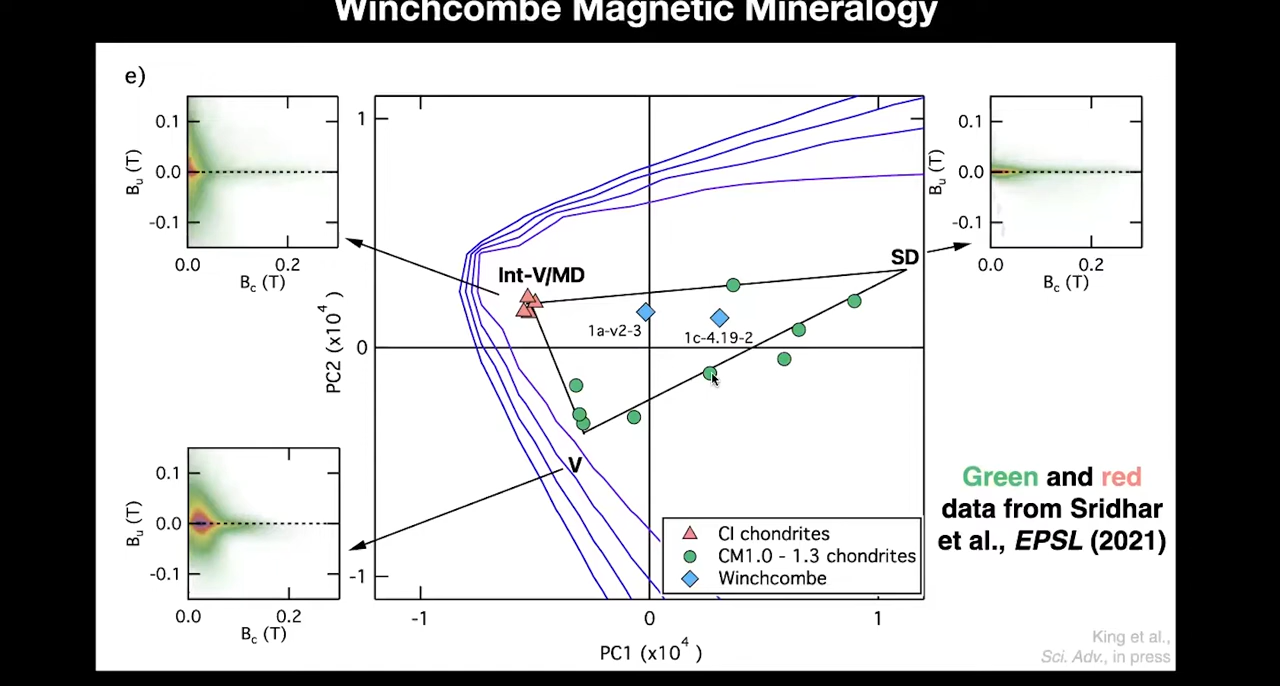 Winchcombe Magnetic Mineralogy
e)
0.1
0.0
-0.1
Bu (T)
0.0
0.2
Bc (T)
0.1
0.0
-0.1
Bu (T)
0.0
0.2
Bc (T)
1
0
-1
PC2 (x10⁴)
Int-V/MD
SD
V
1a-v2-3
1c-4.19-2
CI chondrites
CM1.0 - 1.3 chondrites
Winchcombe
-1
0
1
PC1 (x10⁴)
0.1
0.0
-0.1
Bu (T)
0.0
0.2
Bc (T)
Green and red
data from Sridhar
et al., EPSL (2021)
King et al.,
Sci. Adv., in press